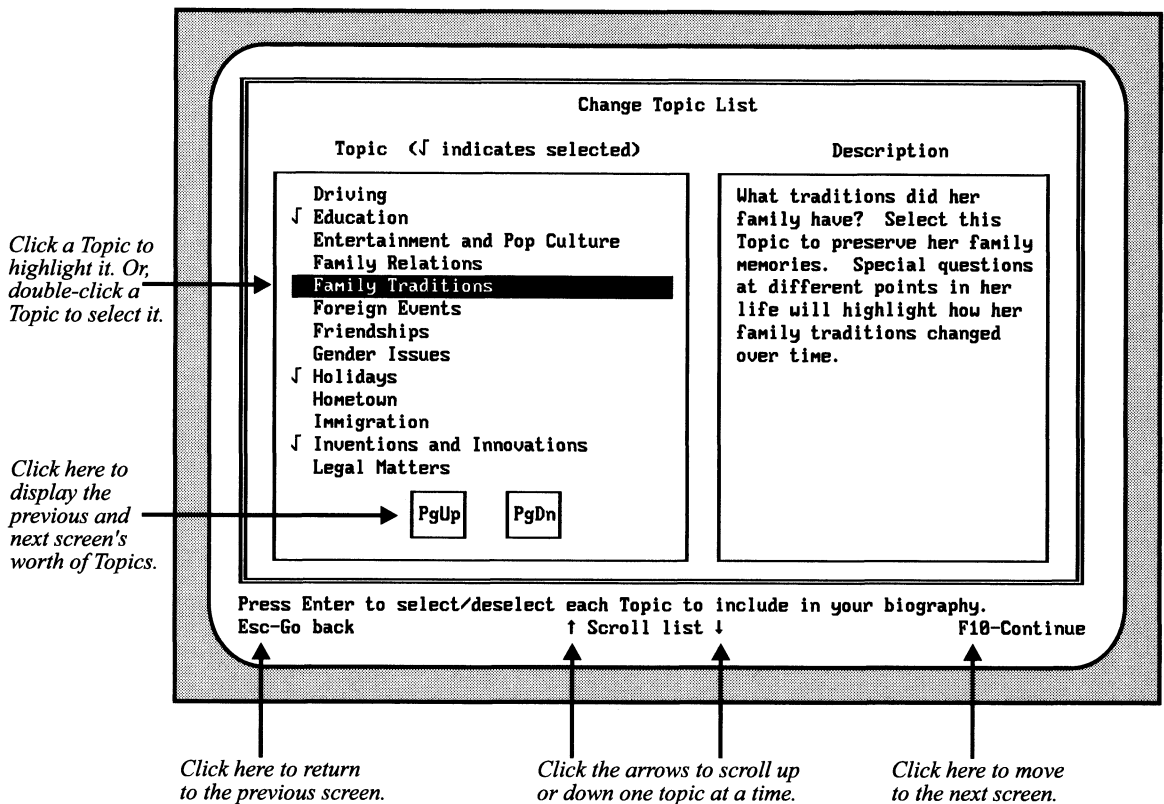 Change Topic List
Topic (√ indicates selected)
Description
Driving
√ Education
Entertainment and Pop Culture
Family Relations
Family Traditions
Foreign Events
Friendships
Gender Issues
√ Holidays
Hometown
Immigration
√ Inventions and Innovations
Legal Matters
PgUp PgDn
What traditions did her
family have? Select this
Topic to preserve her family
memories. Special questions
at different points in her
life will highlight how her
family traditions changed
over time.
Press Enter to select/deselect each Topic to include in your biography.
Esc-Go back ↑ Scroll list ↓ F10-Continue
Click a Topic to
highlight it. Or,
double-click a
Topic to select it.
Click here to
display the
previous and
next screen's
worth of Topics.
Click here to return
to the previous screen.
Click the arrows to scroll up
or down one topic at a time.
Click here to move
to the next screen.